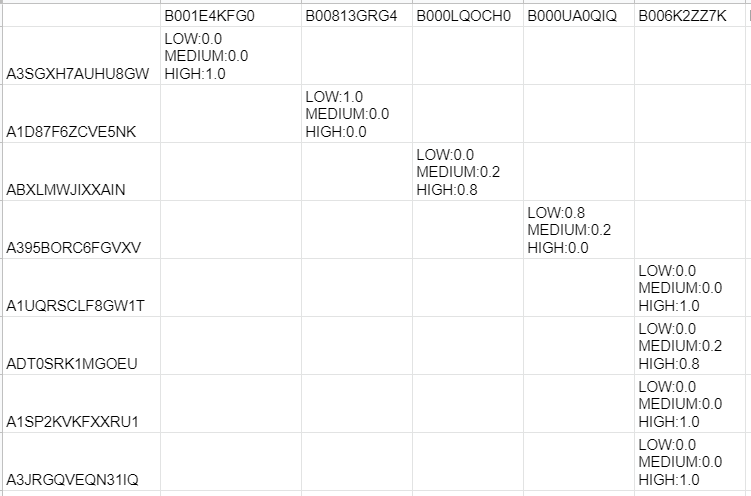 B001E4KFG0 B00813GRG4 B000LQOCH0 B000UA0QIQ B006K2ZZ7K
LOW:0.0
MEDIUM:0.0
A3SGXH7AUHU8GW HIGH:1.0
LOW:1.0
MEDIUM:0.0
A1D87F6ZCVE5NK HIGH:0.0
LOW:0.0
MEDIUM:0.2
ABXLMWJIXXAIN HIGH:0.8
LOW:0.8
MEDIUM:0.2
A395BORC6FGVXV HIGH:0.0
LOW:0.0
MEDIUM:0.0
A1UQRSCLF8GW1T HIGH:1.0
LOW:0.0
MEDIUM:0.2
ADT0SRK1MGOEU HIGH:0.8
LOW:0.0
MEDIUM:0.0
A1SP2KVKFXXRU1 HIGH:1.0
LOW:0.0
MEDIUM:0.0
A3JRGQVEQN31IQ HIGH:1.0